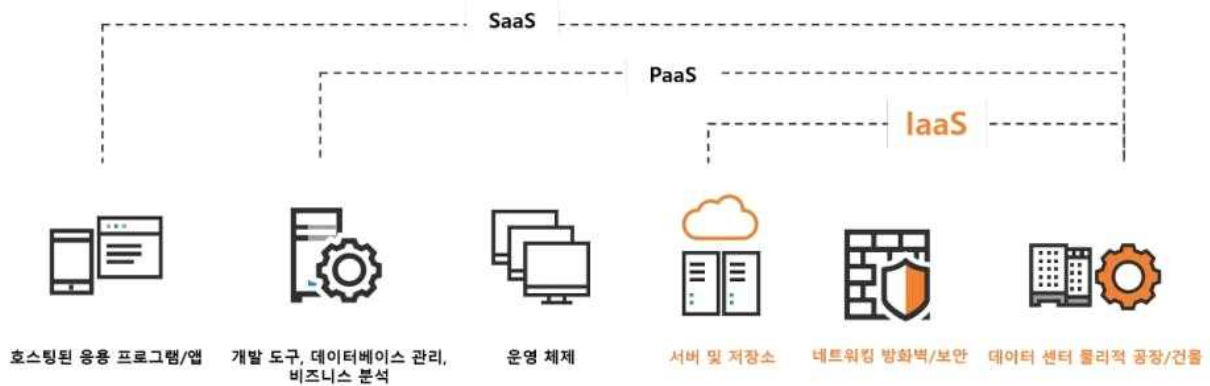 SaaS
PaaS
IaaS
호스팅된 응용 프로그램/앱
개발 도구, 데이터베이스 관리,
비즈니스 분석
운영 체제
서버 및 저장소
네트워킹 방화벽/보안
데이터 센터 물리적 공장/건물